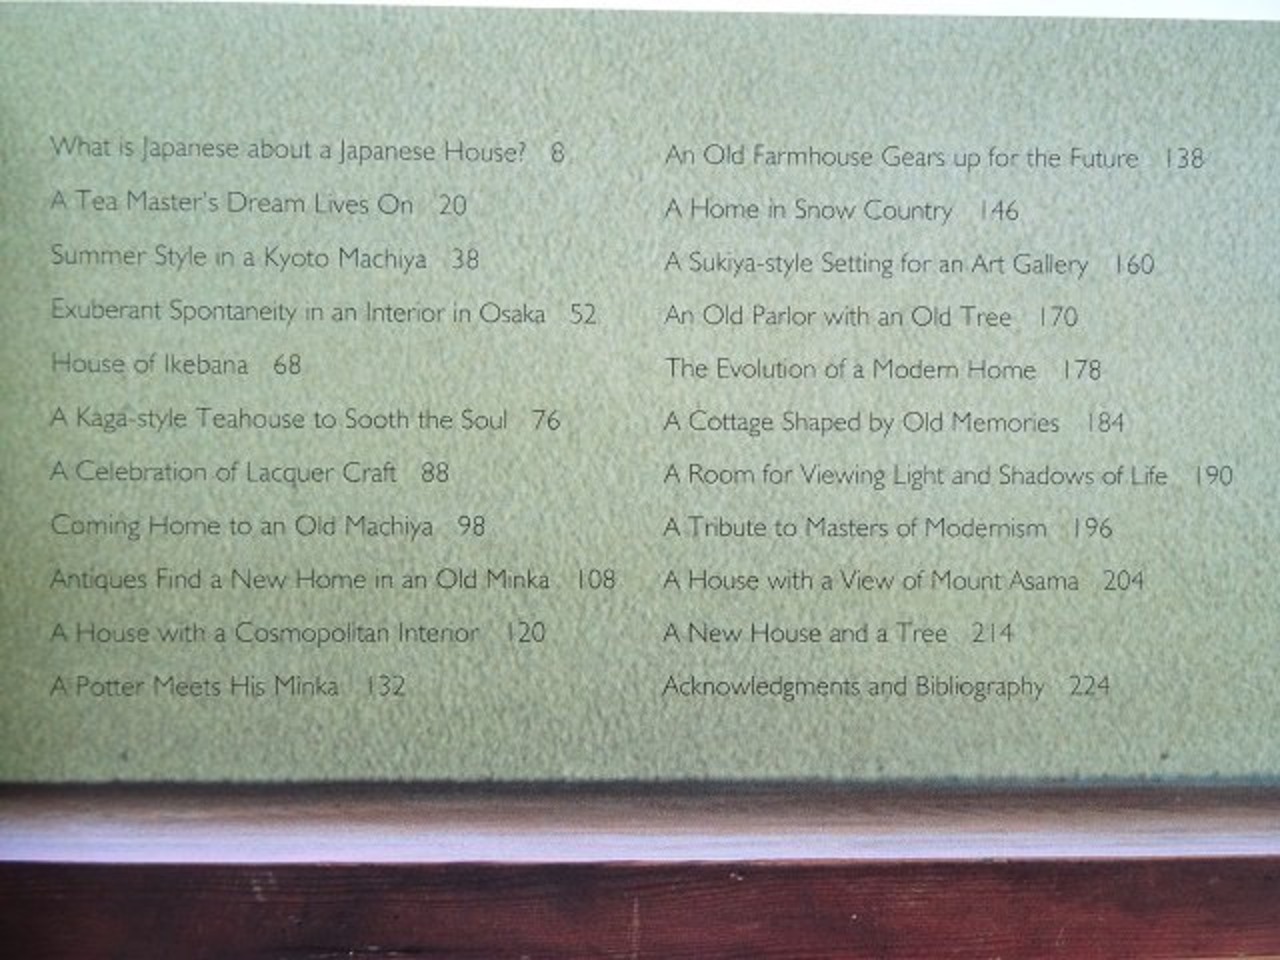 What is Japanese about a Japanese House? 8
A Tea Master's Dream Lives On 20
Summer Style in a Kyoto Machiya 38
Exuberant Spontaneity in an Interior in Osaka 52
House of Ikebana 68
A Kaga-style Teahouse to Sooth the Soul 76
A Celebration of Lacquer Craft 88
Coming Home to an Old Machiya 98
Antiques Find a New Home in an Old Minka 108
A House with a Cosmopolitan Interior 120
A Potter Meets His Minka 132
An Old Farmhouse Gears up for the Future 138
A Home in Snow Country 146
A Sukiya-style Setting for an Art Gallery 160
An Old Parlor with an Old Tree 170
The Evolution of a Modern Home 178
A Cottage Shaped by Old Memories 184
A Room for Viewing Light and Shadows of Life 190
A Tribute to Masters of Modernism 196
A House with a View of Mount Asama 204
A New House and a Tree 214
Acknowledgments and Bibliography 224